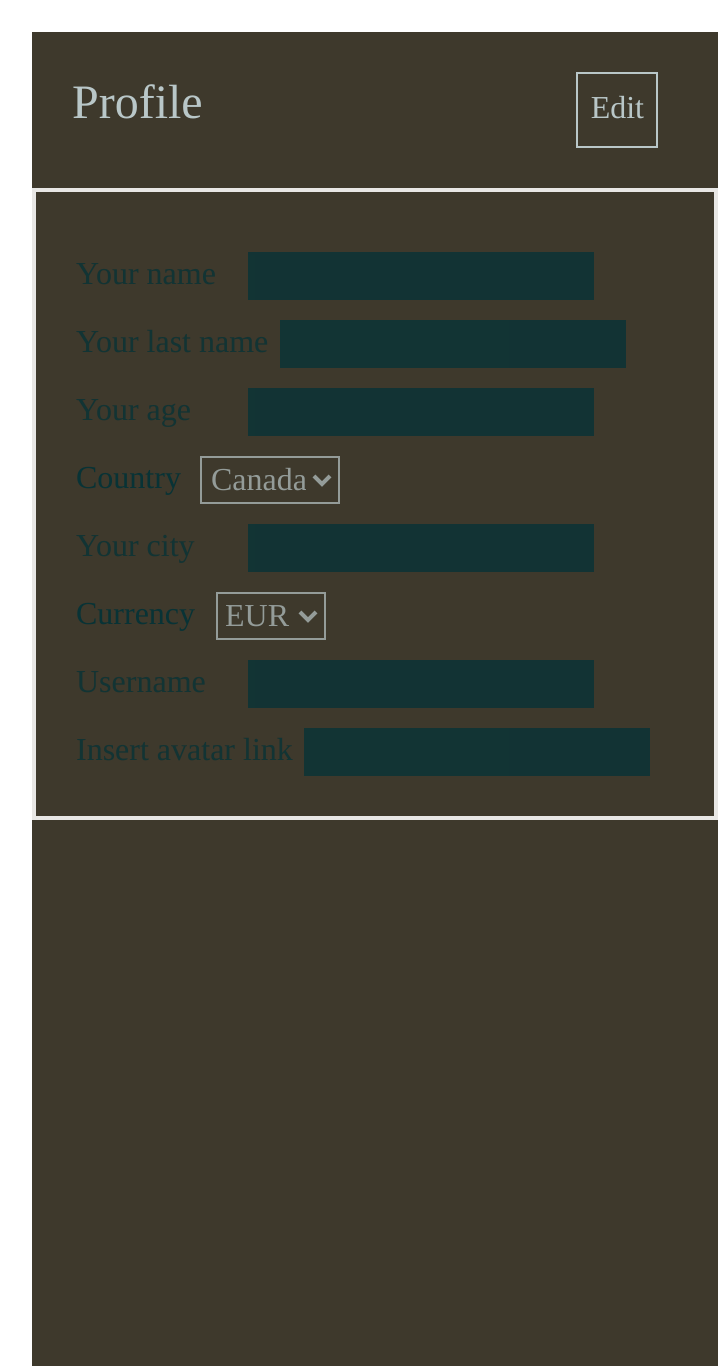 Profile
Edit
Your name
Your last name
Your age
Country Canada
Your city
Currency EUR
Username
Insert avatar link